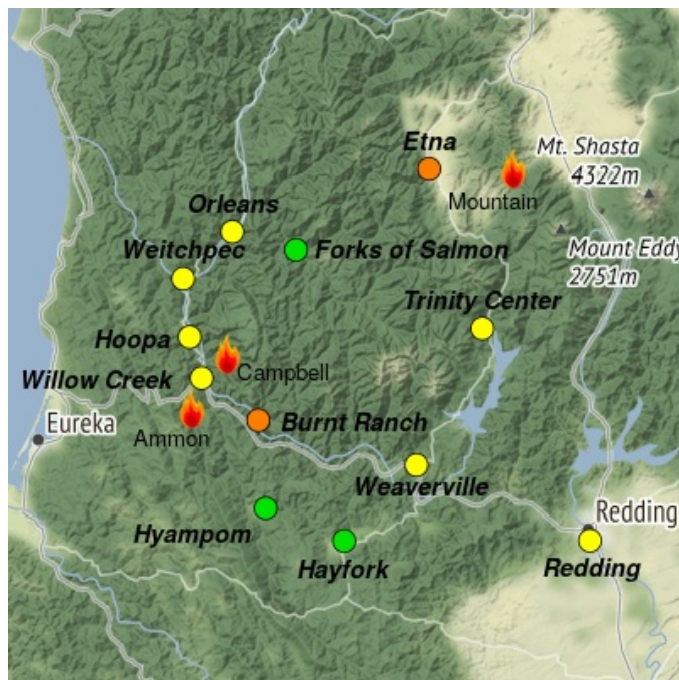 Etna
Mt. Shasta
4322m
Mountain
Orleans
Weitchpec
Forks of Salmon
Mount Eddy
2751m
Trinity Center
Hoopa
Campbell
Willow Creek
Eureka
Burnt Ranch
Ammon
Weaverville
Redding
Hyampom
Hayfork
Redding